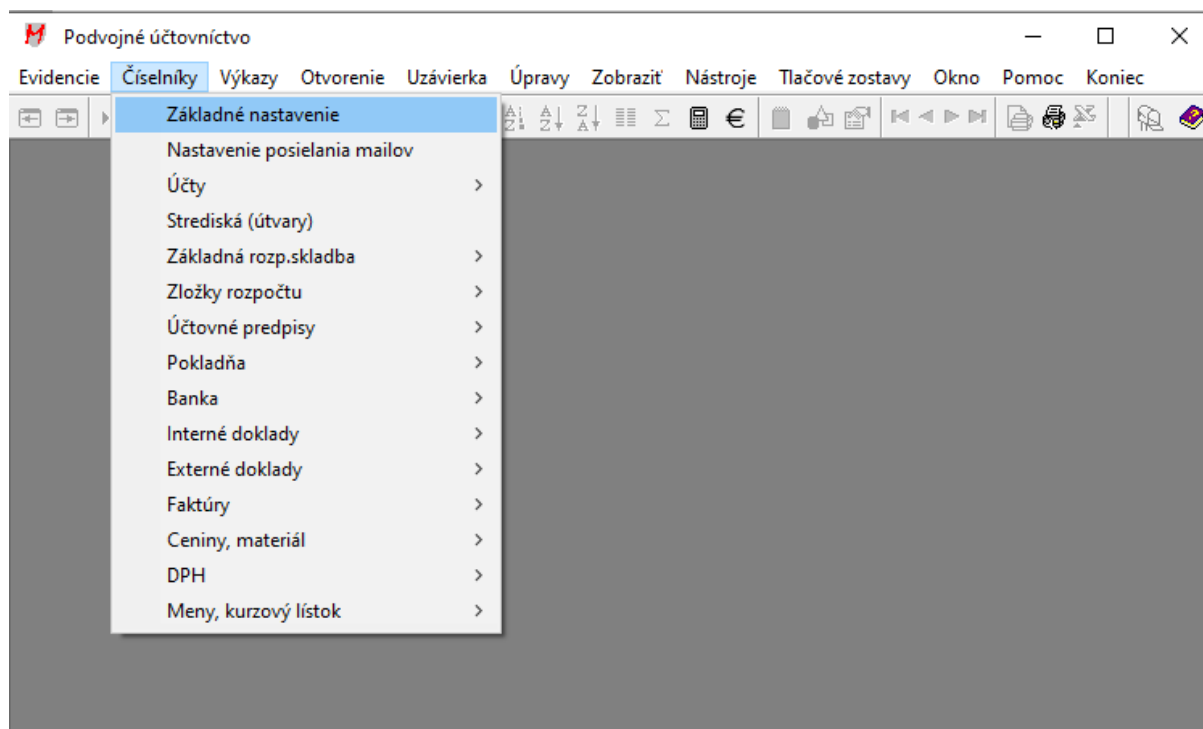 Podvojné účtovníctvo
Evidencie Číselníky Výkazy Otvorenie Uzávierka Úpravy Zobraziť Nástroje Tlačové zostavy Okno Pomoc Koniec
Základné nastavenie
Nastavenie posielania mailov
Účty
Strediská (útvary)
Základná rozp.skladba
Zložky rozpočtu
Účtovné predpisy
Pokladňa
Banka
Interné doklady
Externé doklady
Faktúry
Ceniny, materiál
DPH
Meny, kurzový lístok